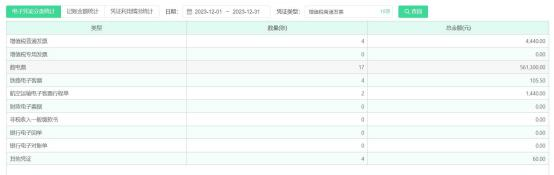 电子凭证分类统计 记账金额统计 凭证利用情况统计 日期: 2023-12-01 ~ 2023-12-31 凭证类型: 增值税普通发票 查询
类型 数量(张) 总金额(元)
增值税普通发票 4 4,440.00
增值税专用发票 0 0.00
数电票 17 561,300.00
铁路电子客票 4 105.50
航空运输电子客票行程单 2 1,440.00
财政电子票据 0 0.00
非税收入一般缴款书 0 0.00
银行电子回单 0 0.00
银行电子对账单 0 0.00
其他凭证 4 60.00